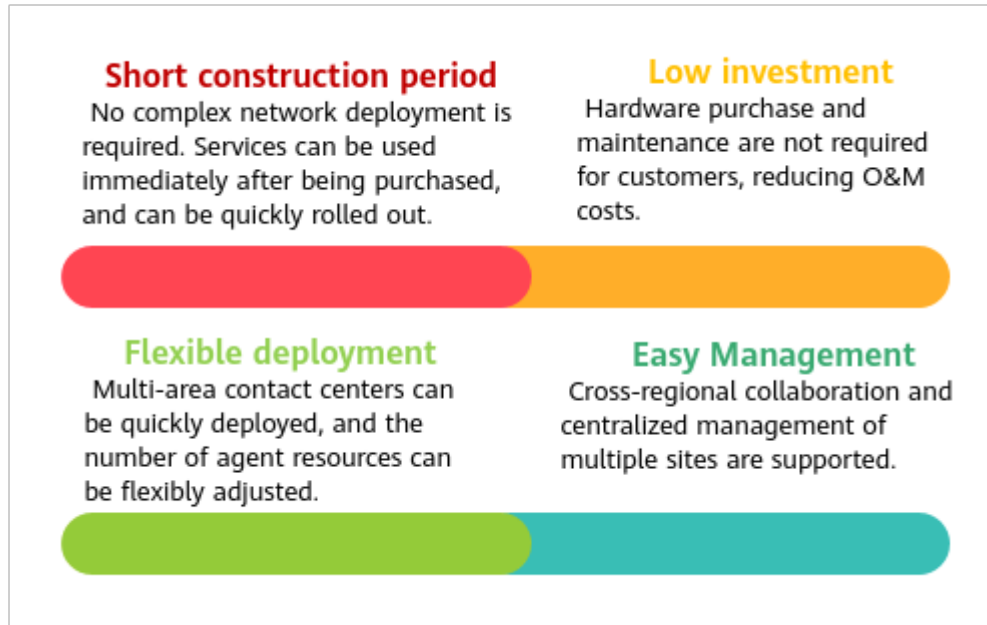 Short construction period
No complex network deployment is
required. Services can be used
immediately after being purchased,
and can be quickly rolled out.
Low investment
Hardware purchase and
maintenance are not required
for customers, reducing O&M
costs.
Flexible deployment
Multi-area contact centers can
be quickly deployed, and the
number of agent resources can
be flexibly adjusted.
Easy Management
Cross-regional collaboration and
centralized management of
multiple sites are supported.